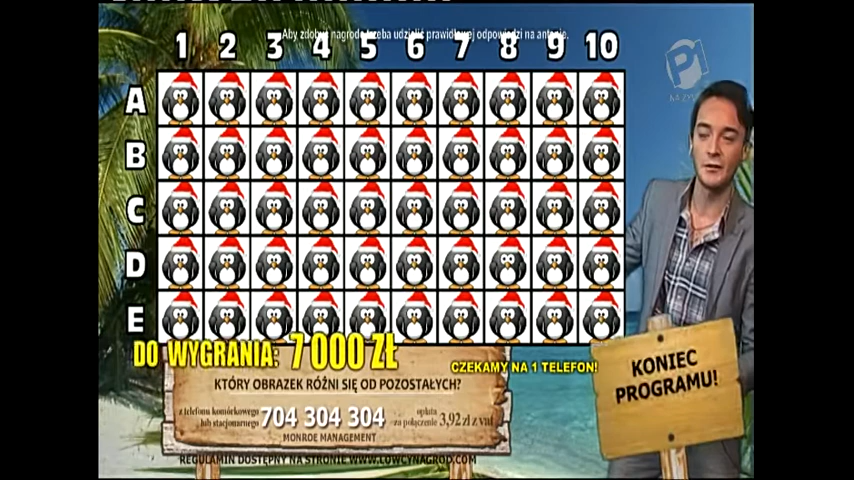 Aby zdobyć nagrodę trzeba udzielić prawidłowej odpowiedzi na antenie.
1 2 3 4 5 6 7 8 9 10
A
B
C
D
E
NA ŻYWO
DO WYGRANIA: 7 000 ZŁ
CZEKAMY NA 1 TELEFON!
KTÓRY OBRAZEK RÓŻNI SIĘ OD POZOSTAŁYCH?
z telefonu komórkowego
lub stacjonarnego
704 304 304
opłata
za połączenie 3,92 zł z vat
MONROE MANAGEMENT
REGULAMIN DOSTĘPNY NA STRONIE WWW.LOWCYNAGROD.COM
KONIEC
PROGRAMU!